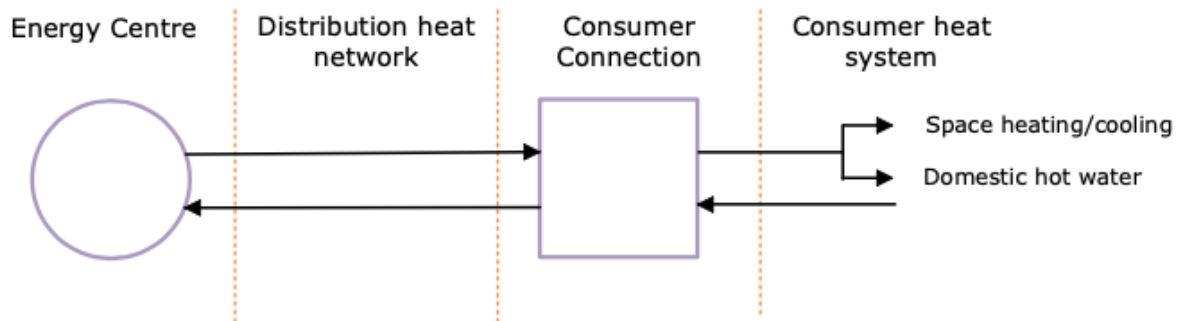 Energy Centre
Distribution heat
network
Consumer
Connection
Consumer heat
system
Space heating/cooling
Domestic hot water